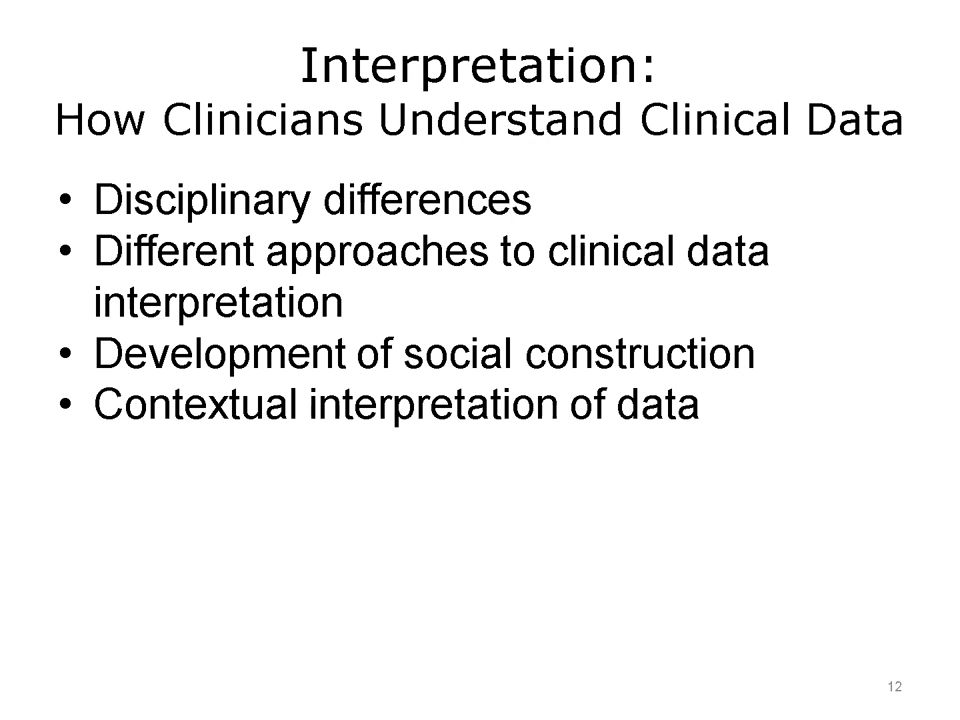 Interpretation:
How Clinicians Understand Clinical Data
• Disciplinary differences
• Different approaches to clinical data
interpretation
• Development of social construction
• Contextual interpretation of data
12